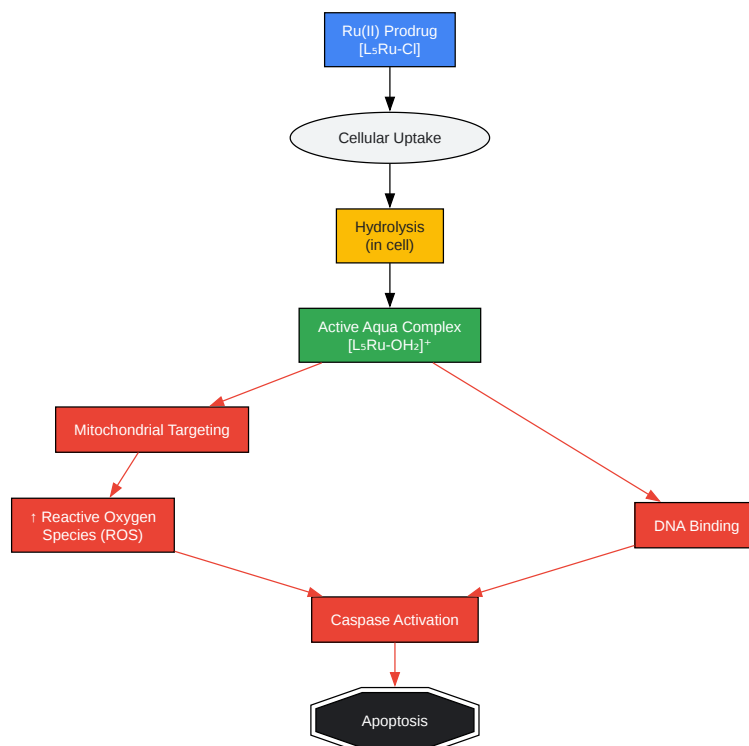 Ru(II) Prodrug
[L₅Ru-Cl]
Cellular Uptake
Hydrolysis
(in cell)
Active Aqua Complex
[L₅Ru-OH₂]⁺
Mitochondrial Targeting
↑ Reactive Oxygen
Species (ROS)
DNA Binding
Caspase Activation
Apoptosis